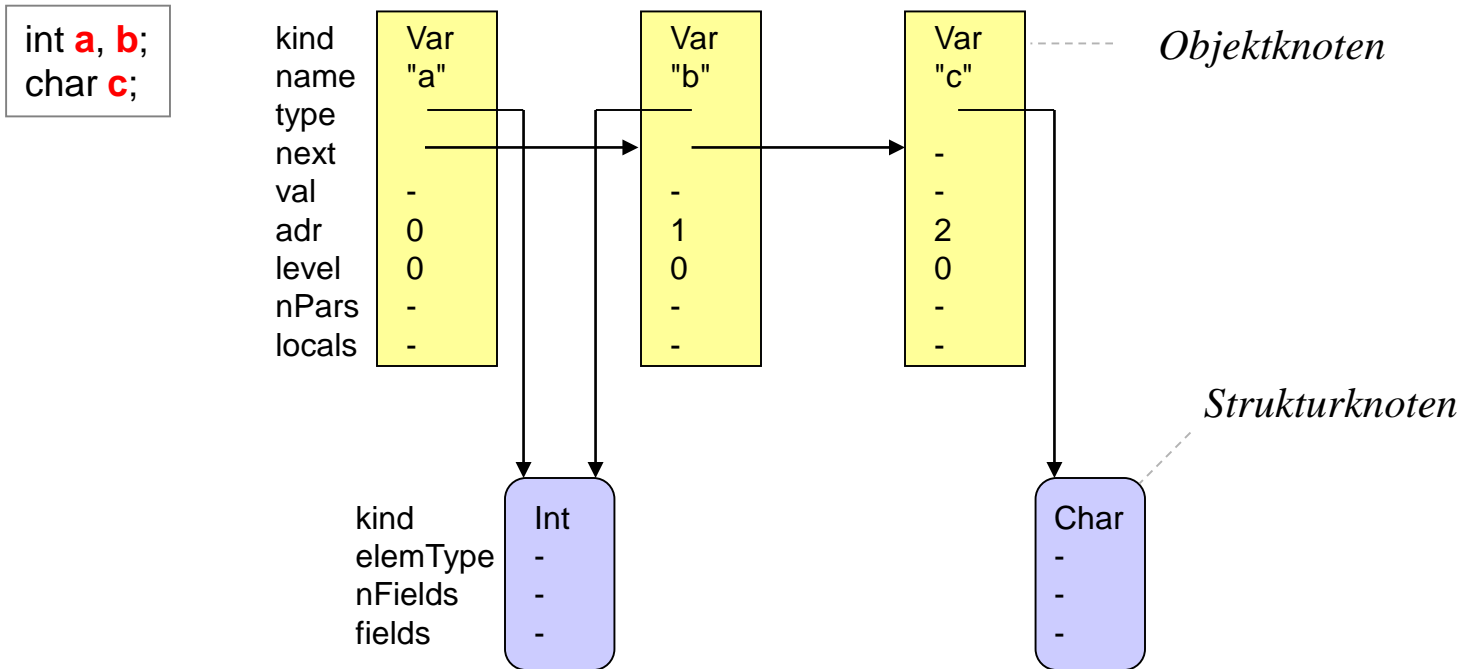 int a, b;
char c;
kind Var Var Var
name "a" "b" "c"
type
next -
val - - -
adr 0 1 2
level 0 0 0
nPars - - -
locals - - -
Objektknoten
Strukturknoten
kind Int Char
elemType - -
nFields - -
fields - -